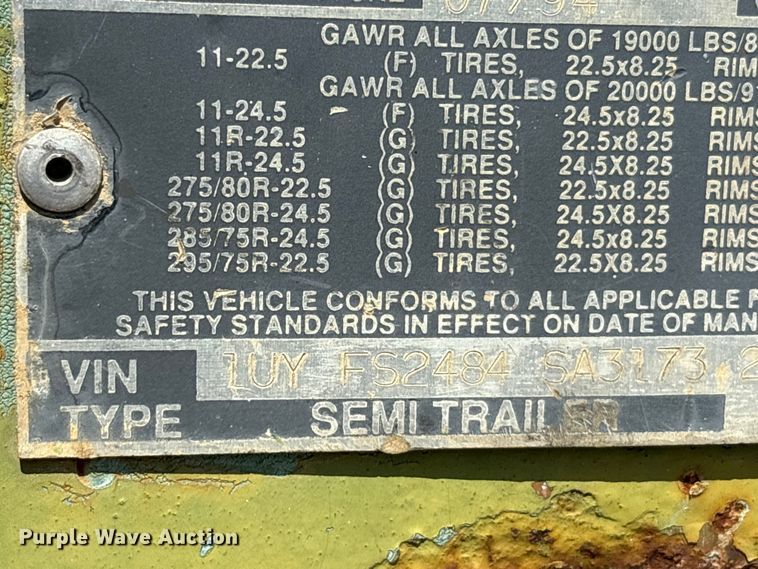 07/94
GAWR ALL AXLES OF 19000 LBS/8
11-22.5 (F) TIRES, 22.5x8.25 RIM
GAWR ALL AXLES OF 20000 LBS/9
11-24.5 (F) TIRES, 24.5x8.25 RIMS
11R-22.5 (G) TIRES, 22.5x8.25 RIMS
11R-24.5 (G) TIRES, 24.5X8.25 RIMS
275/80R-22.5 (G) TIRES, 22.5x8.25 RIMS
275/80R-24.5 (G) TIRES, 24.5X8.25 RIMS
285/75R-24.5 (G) TIRES, 24.5x8.25 RIMS
295/75R-22.5 (G) TIRES, 22.5X8.25 RIMS
THIS VEHICLE CONFORMS TO ALL APPLICABLE F
SAFETY STANDARDS IN EFFECT ON DATE OF MAN
VIN 1UY FS2484 SA3173 2
TYPE SEMI TRAILER
Purple Wave Auction